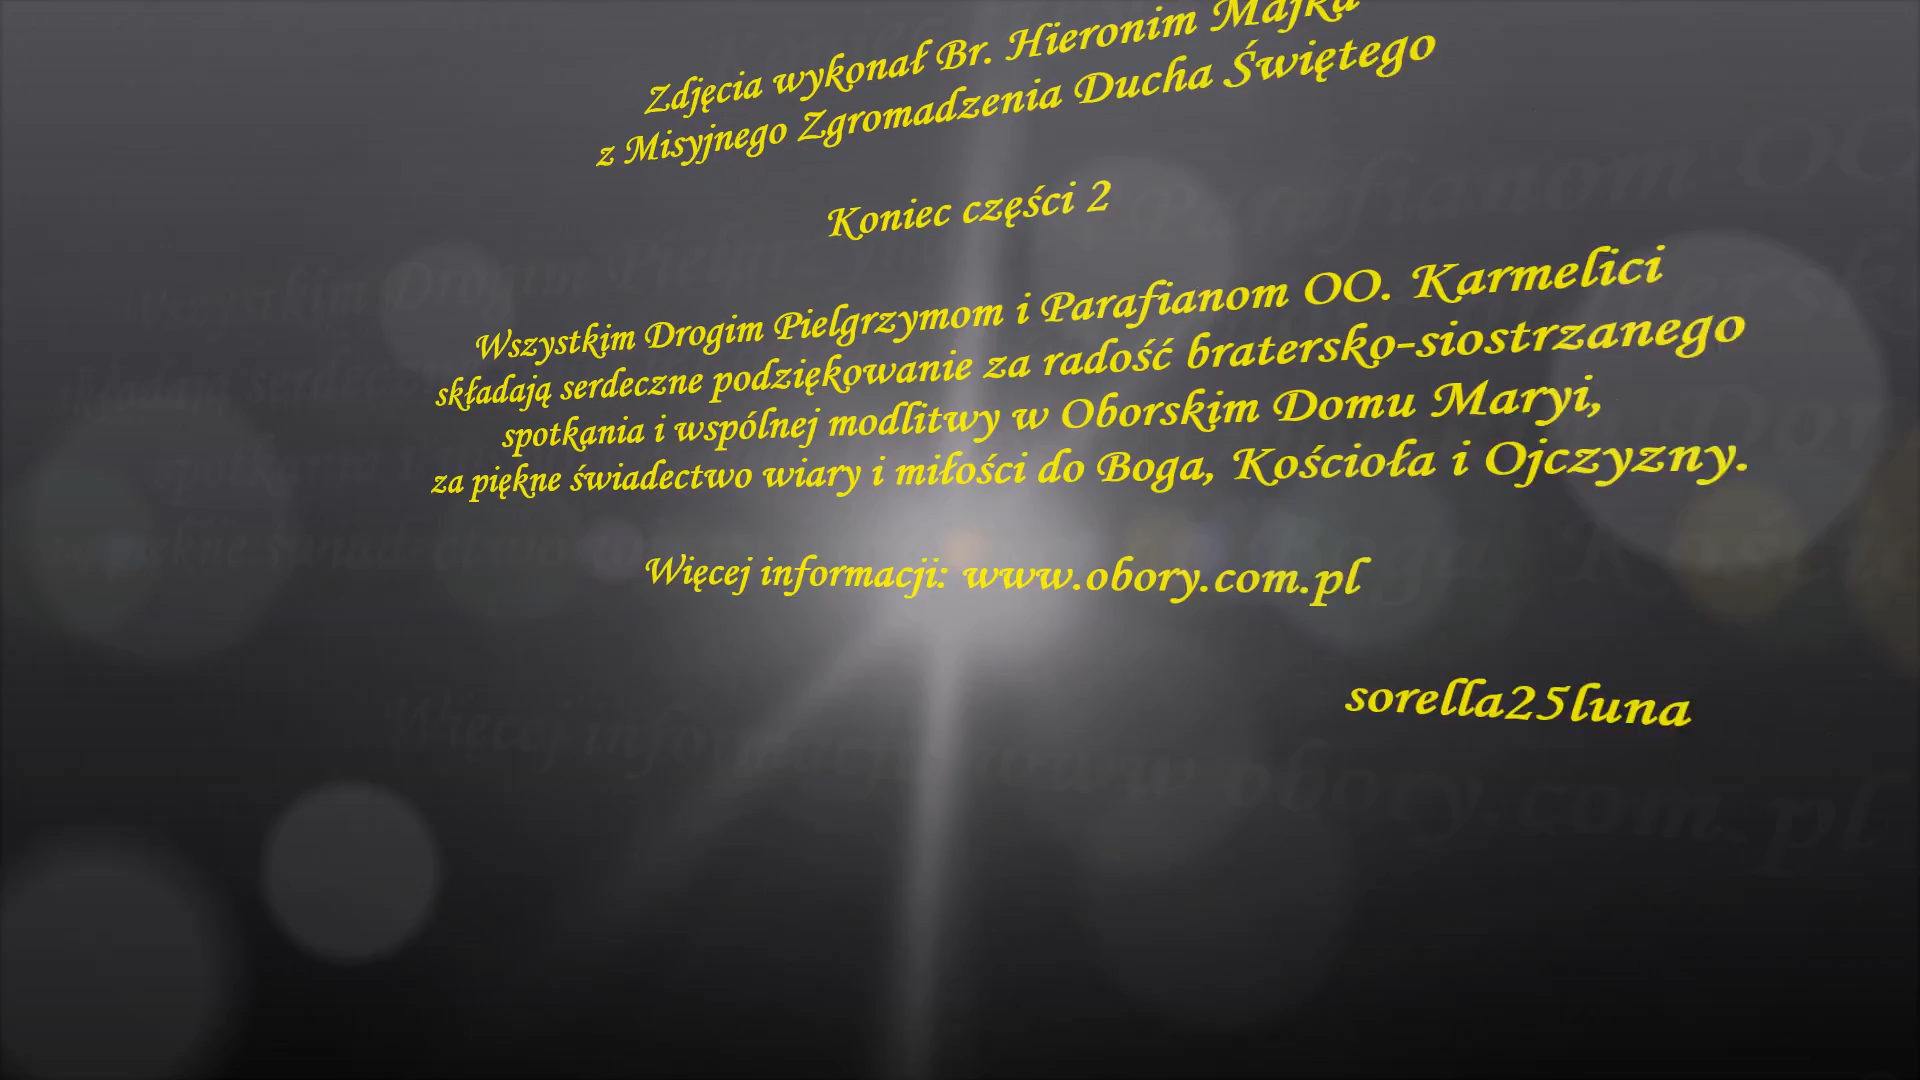 Zdjęcia wykonał Br. Hieronim Majka
z Misyjnego Zgromadzenia Ducha Świętego
Koniec części 2
Wszystkim Drogim Pielgrzymom i Parafianom OO. Karmelici
składają serdeczne podziękowanie za radość bratersko-siostrzanego
spotkania i wspólnej modlitwy w Oborskim Domu Maryi,
za piękne świadectwo wiary i miłości do Boga, Kościoła i Ojczyzny.
Więcej informacji: www.obory.com.pl
sorella25luna